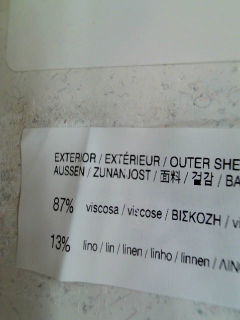 EXTERIOR / EXTÉRIEUR / OUTER SHE
AUSSEN / ZUNANJOST / 面料 / 겉감 / BA
87% viscosa / viscose / ΒΙΣΚΟΖΗ / vi
13% lino / lin / linen / linho / linnen / ΛΙΝΟ